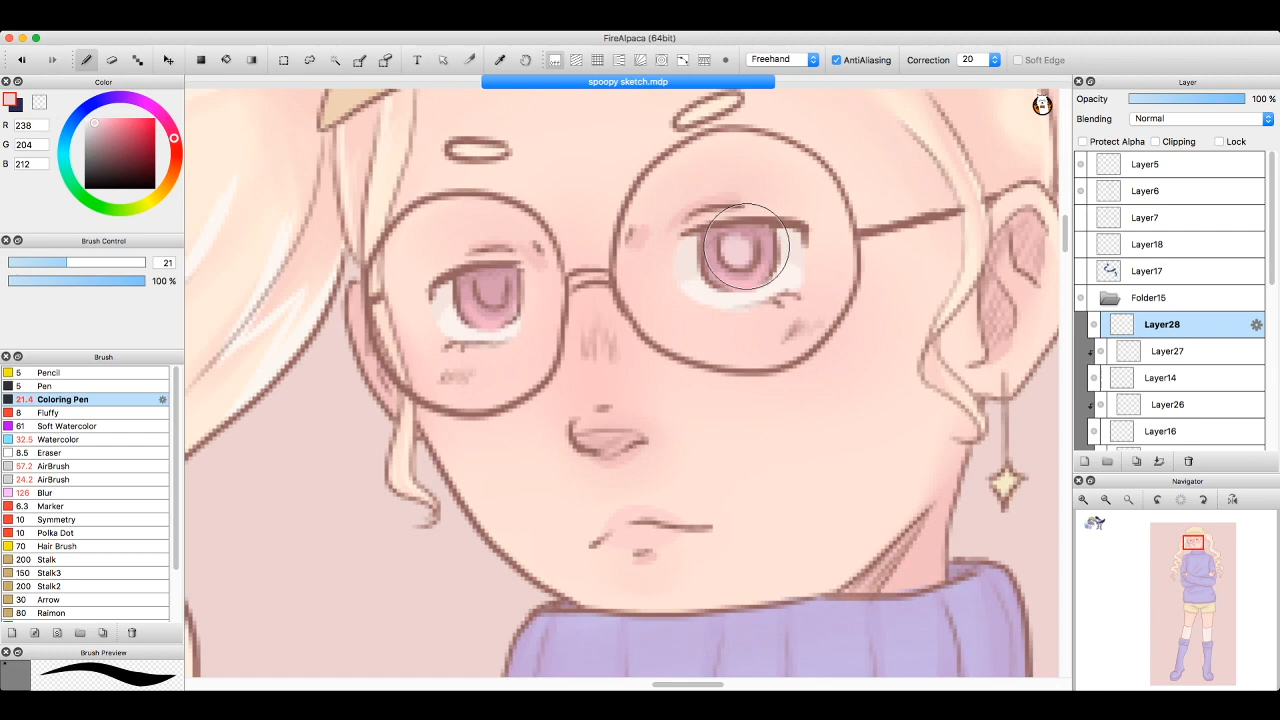 FireAlpaca (64bit)
T
Freehand
AntiAliasing
Correction
20
Soft Edge
Color
spoopy sketch.mdp
Layer
R 238
G 204
B 212
Opacity 100 %
Blending Normal
Protect Alpha Clipping Lock
Layer5
Layer6
Layer7
Layer18
Layer17
Folder15
Layer28
Layer27
Layer14
Layer26
Layer16
Brush Control
21
100 %
Brush
5 Pencil
5 Pen
21.4 Coloring Pen
8 Fluffy
61 Soft Watercolor
32.5 Watercolor
8.5 Eraser
57.2 AirBrush
24.2 AirBrush
126 Blur
6.3 Marker
10 Symmetry
10 Polka Dot
70 Hair Brush
200 Stalk
150 Stalk3
200 Stalk2
30 Arrow
80 Raimon
Brush Preview
Navigator